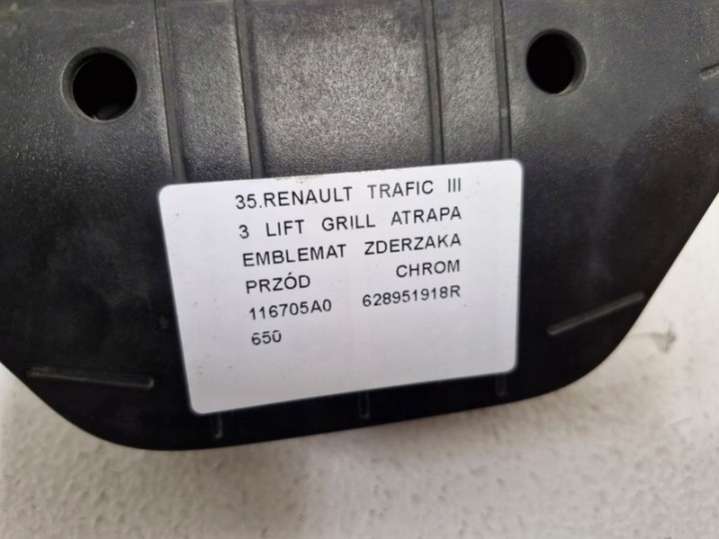 35.RENAULT TRAFIC III
3 LIFT GRILL ATRAPA
EMBLEMAT ZDERZAKA
PRZÓD CHROM
116705A0 628951918R
650